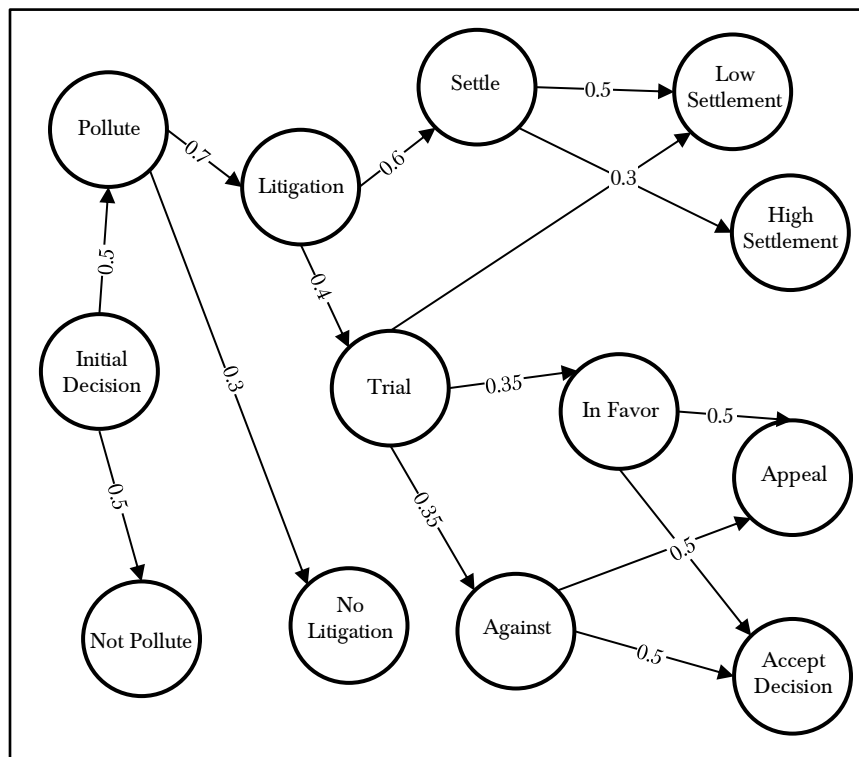 Settle
0.5
Low
Settlement
Pollute
0.7
Litigation
0.6
0.3
High
Settlement
0.5
0.4
Initial
Decision
0.3
Trial
0.35
In Favor
0.5
Appeal
0.5
0.35
0.5
Not Pollute
No
Litigation
Against
0.5
Accept
Decision